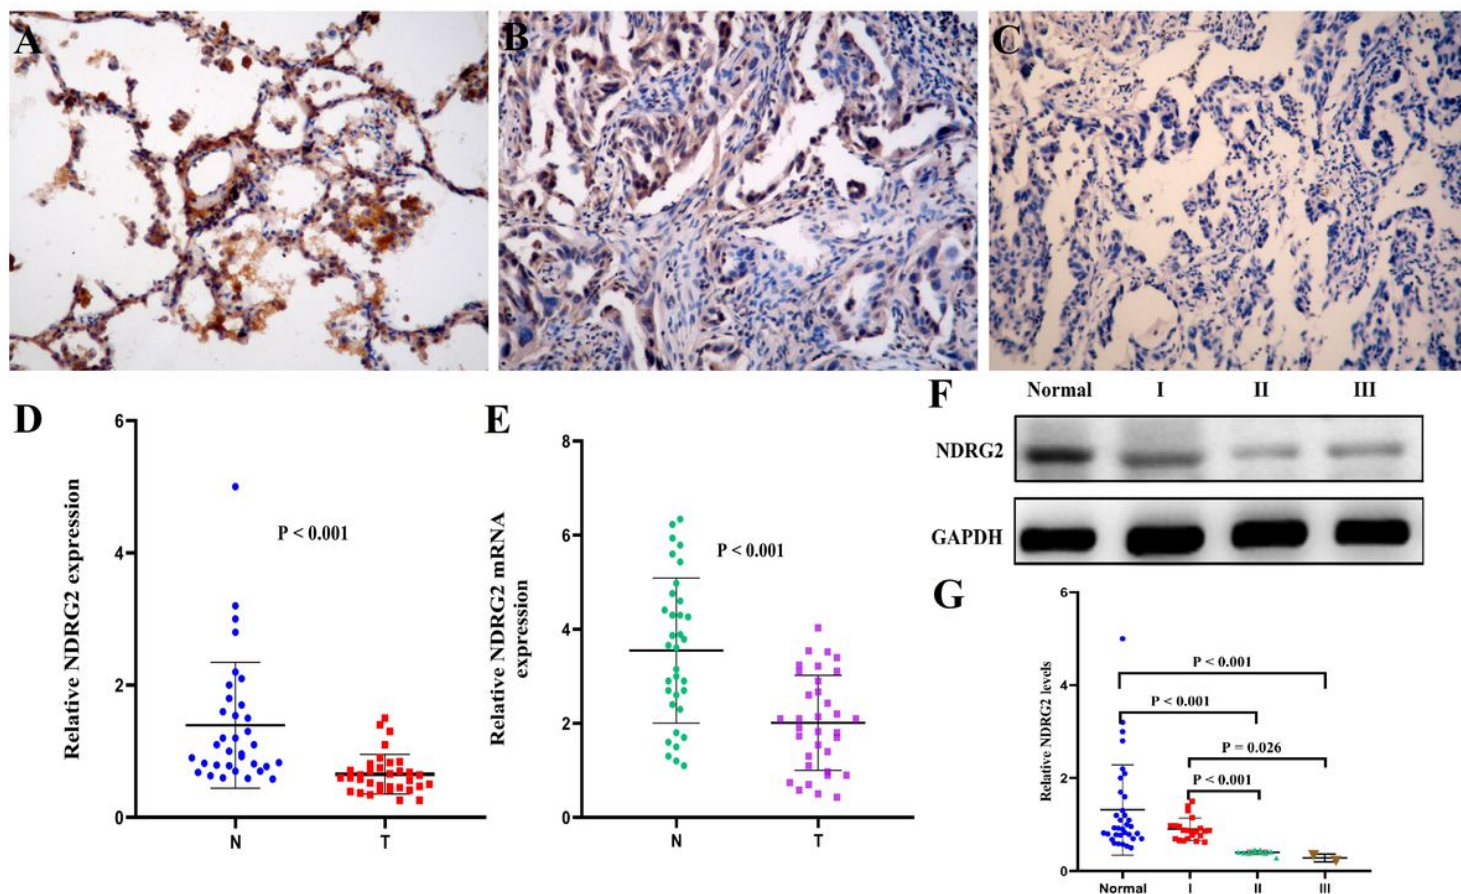 A
B
C
D
Relative NDRG2 expression
6
4
2
0
P < 0.001
N
T
E
Relative NDRG2 mRNA
expression
8
6
4
2
0
P < 0.001
N
T
F
Normal
I
II
III
NDRG2
GAPDH
G
Relative NDRG2 levels
6
4
2
0
P < 0.001
P < 0.001
P = 0.026
P < 0.001
Normal
I
II
III